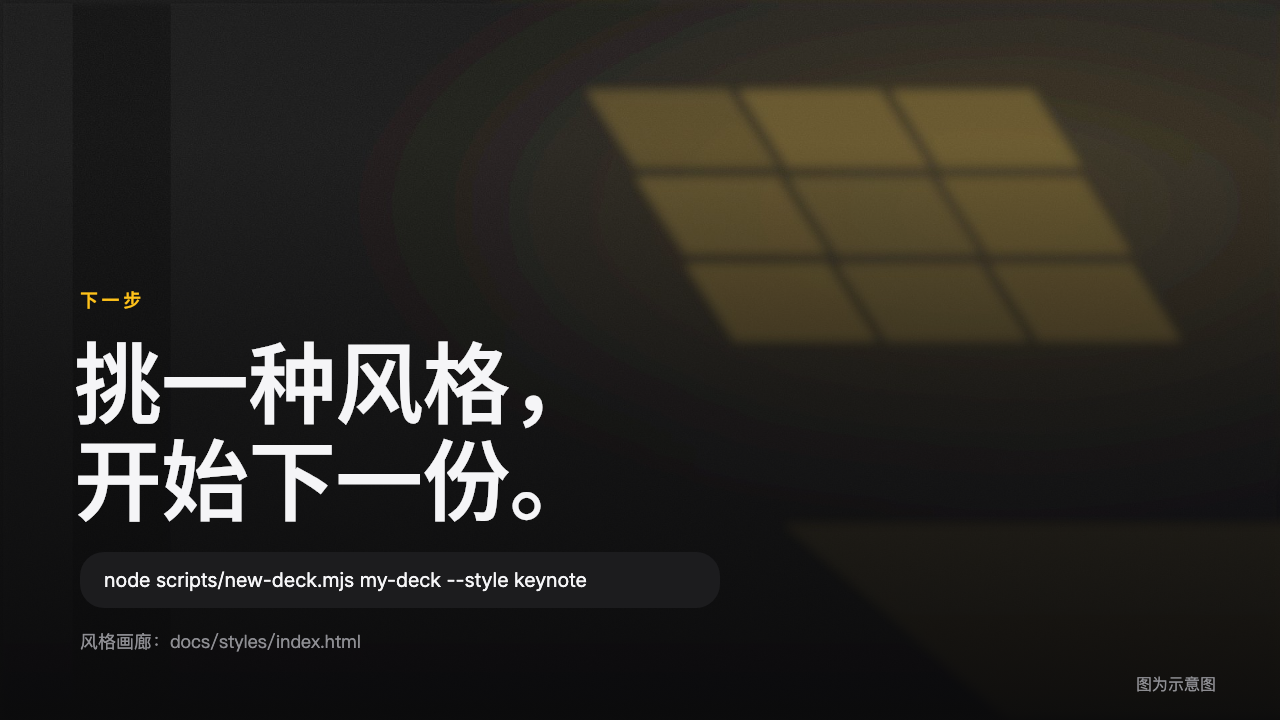 下一步
挑一种风格，
开始下一份。
node scripts/new-deck.mjs my-deck --style keynote
风格画廊：docs/styles/index.html
图为示意图